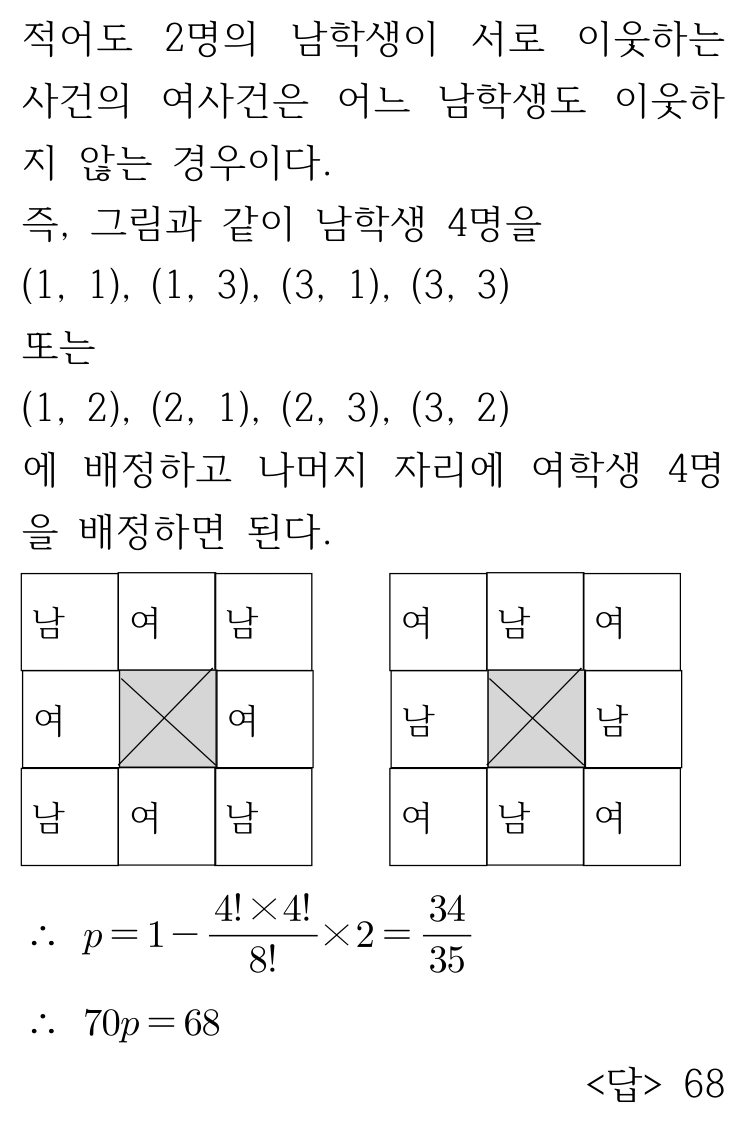 적어도 2명의 남학생이 서로 이웃하는
사건의 여사건은 어느 남학생도 이웃하
지 않는 경우이다.
즉, 그림과 같이 남학생 4명을
(1, 1), (1, 3), (3, 1), (3, 3)
또는
(1, 2), (2, 1), (2, 3), (3, 2)
에 배정하고 나머지 자리에 여학생 4명
을 배정하면 된다.
남 여 남 여 남 여
여 여 남 남
남 여 남 여 남 여
∴ p=1-\frac{4!×4!}{8!}×2=\frac{34}{35}
∴ 70p=68
<답> 68